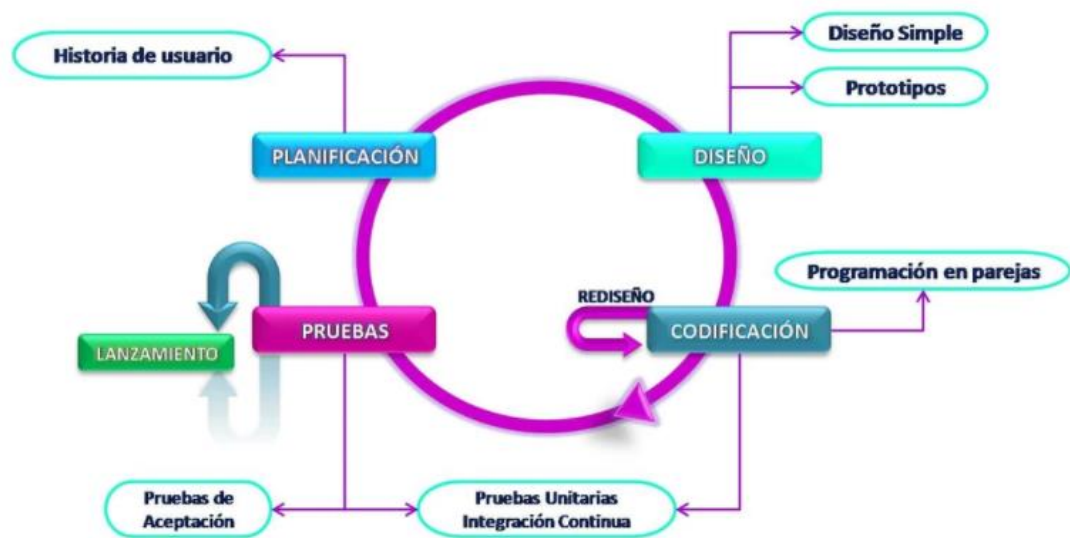 Historia de usuario
Diseño Simple
Prototipos
PLANIFICACIÓN
DISEÑO
Programación en parejas
REDISEÑO
PRUEBAS
CODIFICACIÓN
LANZAMIENTO
Pruebas de
Aceptación
Pruebas Unitarias
Integración Continua